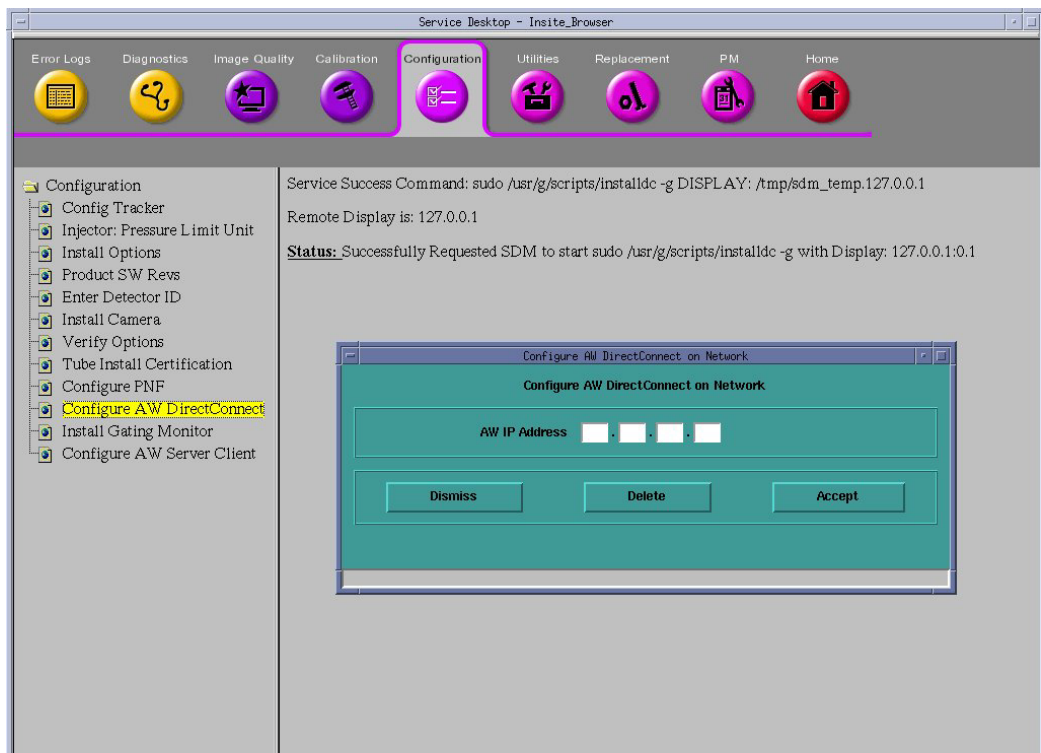 Service Desktop - Insite_Browser
Error Logs Diagnostics Image Quality Calibration Configuration Utilities Replacement PM Home
Configuration
Config Tracker
Injector: Pressure Limit Unit
Install Options
Product SW Revs
Enter Detector ID
Install Camera
Verify Options
Tube Install Certification
Configure PNF
Configure AW DirectConnect
Install Gating Monitor
Configure AW Server Client
Service Success Command: sudo /usr/g/scripts/installdc -g DISPLAY: /tmp/sdm_temp.127.0.0.1
Remote Display is: 127.0.0.1
Status: Successfully Requested SDM to start sudo /usr/g/scripts/installdc -g with Display: 127.0.0.1:0.1
Configure AW DirectConnect on Network
Configure AW DirectConnect on Network
AW IP Address . . .
Dismiss Delete Accept